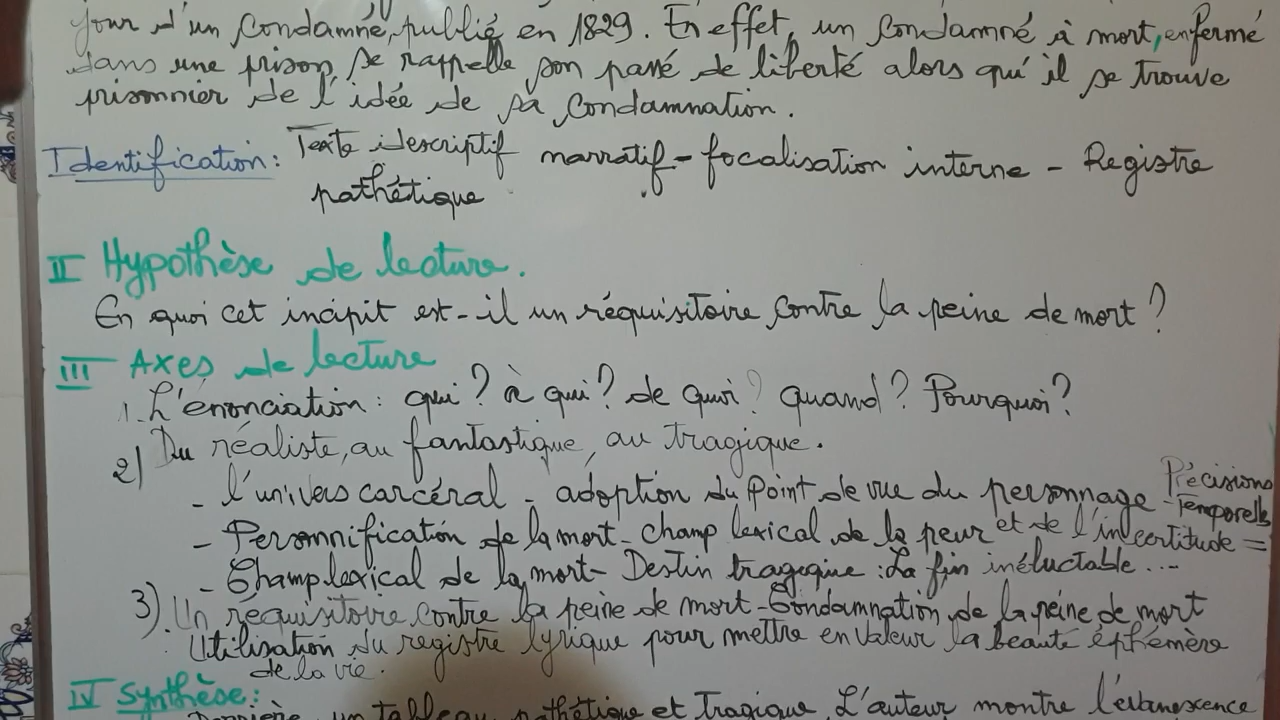 jour d'un condamné, publié en 1829. En effet, un condamné à mort, enfermé
dans une prison, se rappelle son passé de liberté alors qu'il se trouve
prisonnier de l'idée de sa condamnation.
Identification: Texte descriptif narratif - focalisation interne - Registre
pathétique
II Hypothèse de lecture.
En quoi cet incipit est-il un réquisitoire contre la peine de mort ?
III Axes de lecture
1. L'énonciation: qui ? à qui ? de quoi ? quand ? Pourquoi ?
2) Du réaliste, au fantastique, au tragique.
- l'univers carcéral - adoption du Point de vue du personnage - Précisions Temporelles
- Personnification de la mort - champ lexical de la peur et de l'incertitude =
- Champ lexical de la mort - Destin tragique : La fin inéluctable ...
3). Un requisitoire contre la peine de mort - Condamnation de la peine de mort
Utilisation du registre lyrique pour mettre en valeur la beauté éphémère
de la vie.
IV Synthèse:
Derrière un tableau pathétique et tragique, L'auteur montre l'évanescence